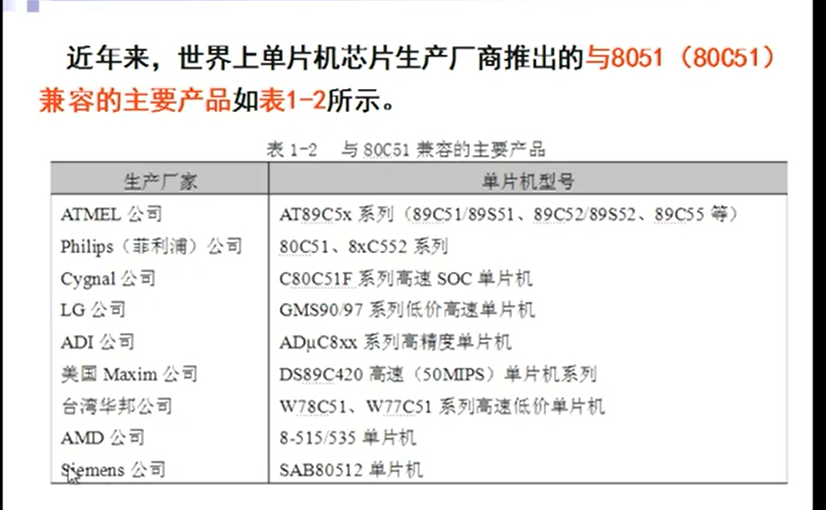 近年来，世界上单片机芯片生产厂商推出的与8051（80C51）
兼容的主要产品如表1-2所示。
表 1-2 与 80C51 兼容的主要产品
生产厂家 单片机型号
ATMEL 公司 AT89C5x 系列（89C51/89S51、89C52/89S52、89C55 等）
Philips（菲利浦）公司 80C51、8xC552 系列
Cygnal 公司 C80C51F 系列高速 SOC 单片机
LG 公司 GMS90/97 系列低价高速单片机
ADI 公司 ADμC8xx 系列高精度单片机
美国 Maxim 公司 DS89C420 高速（50MIPS）单片机系列
台湾华邦公司 W78C51、W77C51 系列高速低价单片机
AMD 公司 8-515/535 单片机
Siemens 公司 SAB80512 单片机